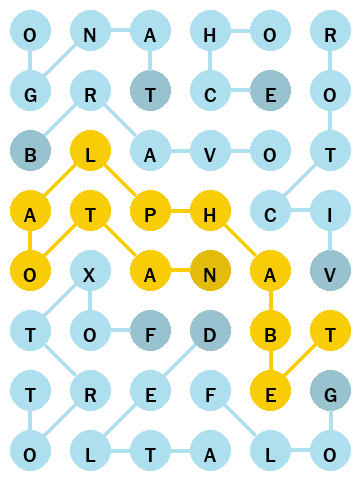 O N A H O R
G R T C E O
B L A V O T
A T P H C I
O X A N A V
T O F D B T
T R E F E G
O L T A L O